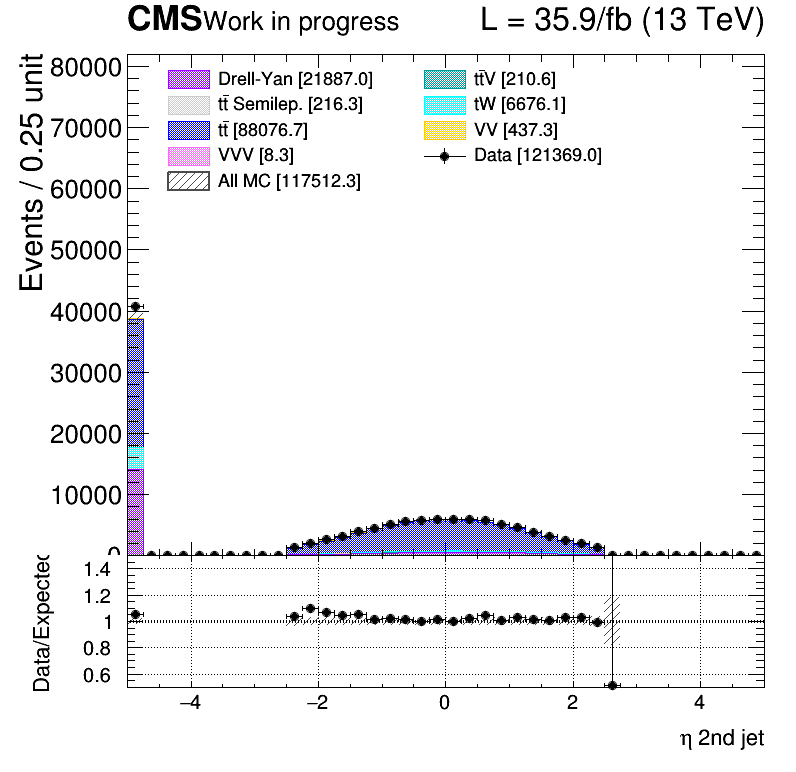 CMS Work in progress L = 35.9/fb (13 TeV)
Events / 0.25 unit
80000
70000
60000
50000
40000
30000
20000
10000
0
Drell-Yan [21887.0]
tt̄ Semilep. [216.3]
tt̄ [88076.7]
VVV [8.3]
All MC [117512.3]
tt̄V [210.6]
tW [6676.1]
VV [437.3]
Data [121369.0]
Data/Expected
1.4
1.2
1
0.8
0.6
−4 −2 0 2 4
η 2nd jet